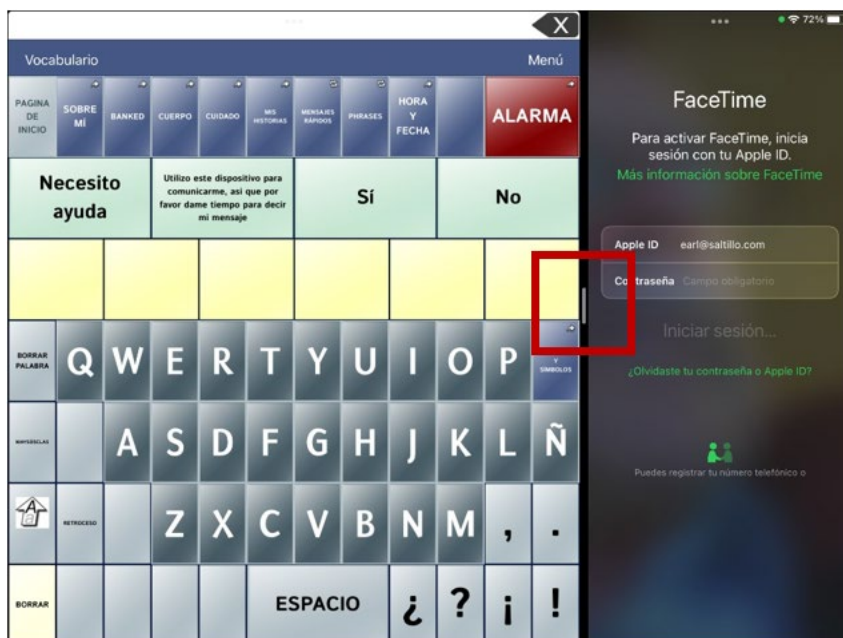 X
72%
Vocabulario
Menú
PAGINA
DE
INICIO
SOBRE
MÍ
BANKED
CUERPO
CUIDADO
MIS
HISTORIAS
MENSAJES
RÁPIDOS
PHRASES
HORA
Y
FECHA
ALARMA
Necesito
ayuda
Utilizo este dispositivo para
comunicarme, asi que por
favor dame tiempo para decir
mi mensaje
Sí
No
BORRAR
PALABRA
Q W E R T Y U I O P
Y
SIMBOLOS
MAYUSCLAS
A S D F G H J K L Ñ
A
a
RETROCESO
Z X C V B N M , .
BORRAR
ESPACIO ¿ ? ¡ !
FaceTime
Para activar FaceTime, inicia
sesión con tu Apple ID.
Más información sobre FaceTime
Apple ID earl@saltillo.com
Contraseña Campo obligatorio
Iniciar sesión...
¿Olvidaste tu contraseña o Apple ID?
Puedes registrar tu número telefónico o